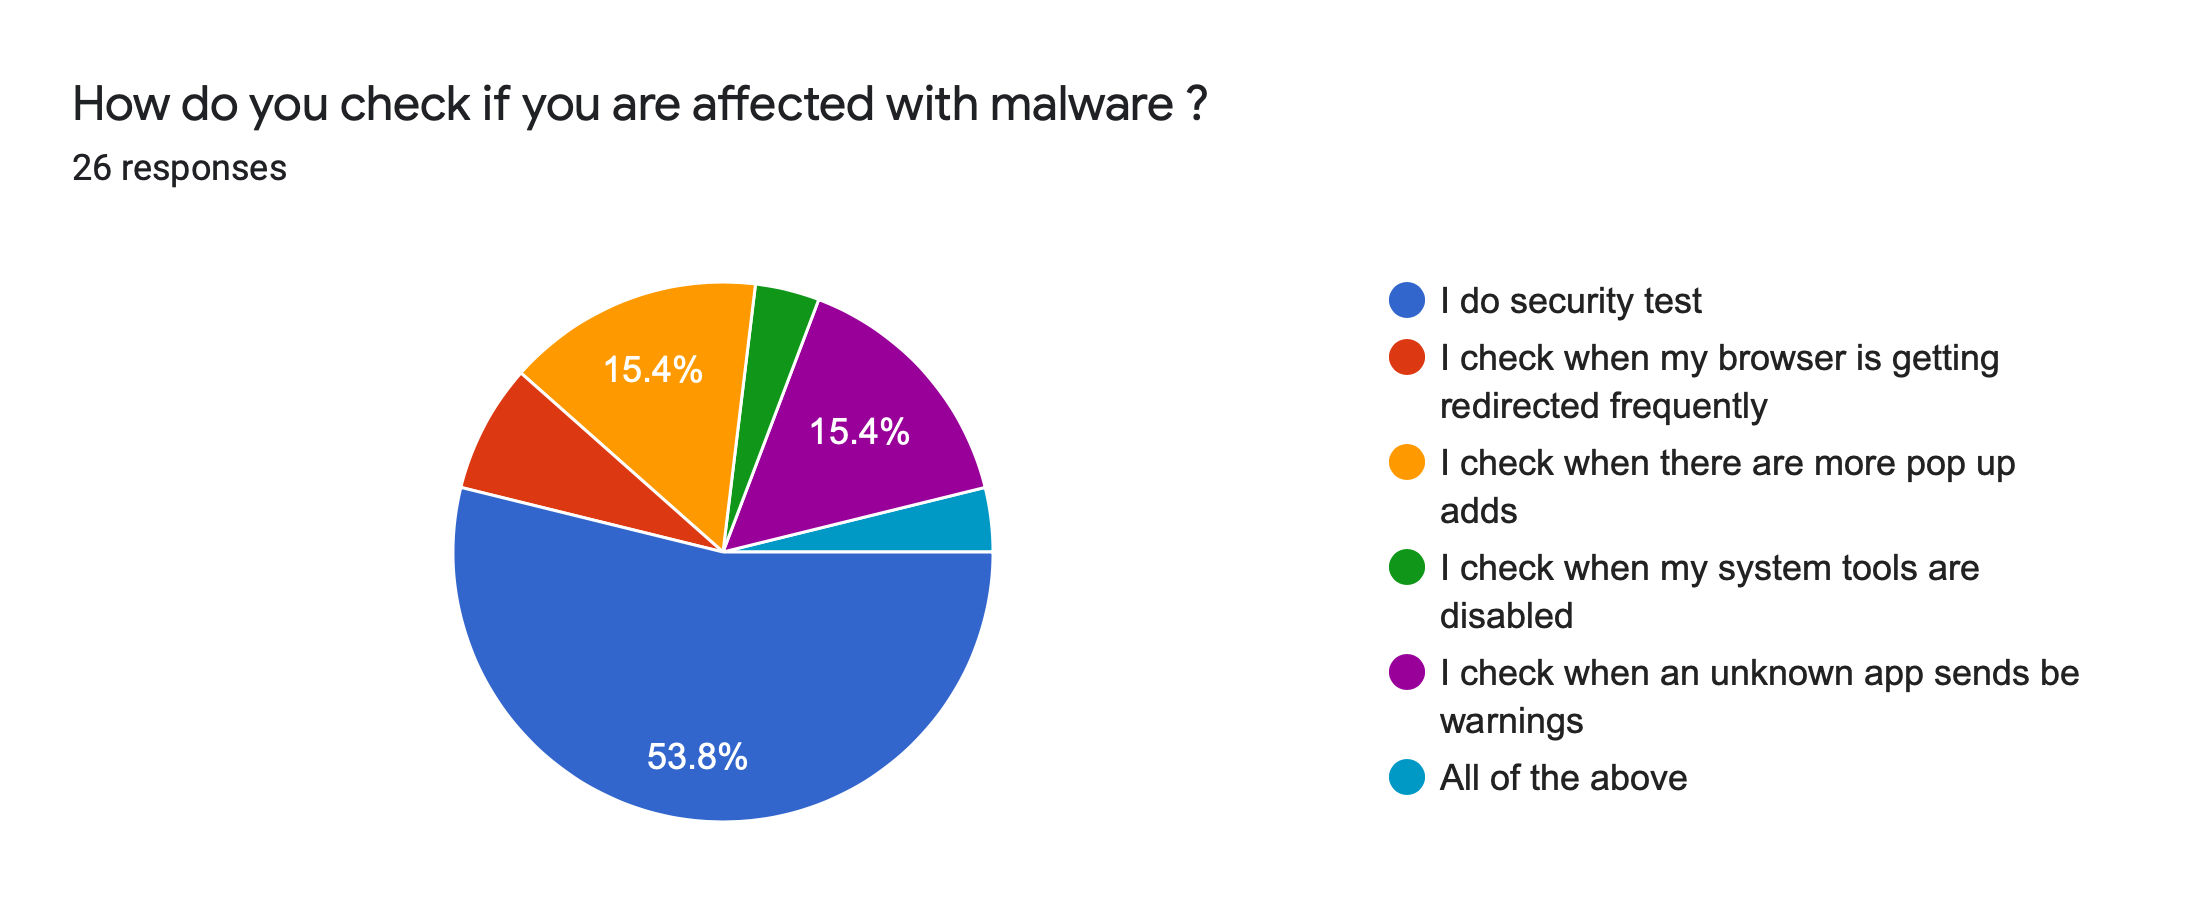 How do you check if you are affected with malware ?
26 responses
15.4%
15.4%
53.8%
I do security test
I check when my browser is getting
redirected frequently
I check when there are more pop up
adds
I check when my system tools are
disabled
I check when an unknown app sends be
warnings
All of the above